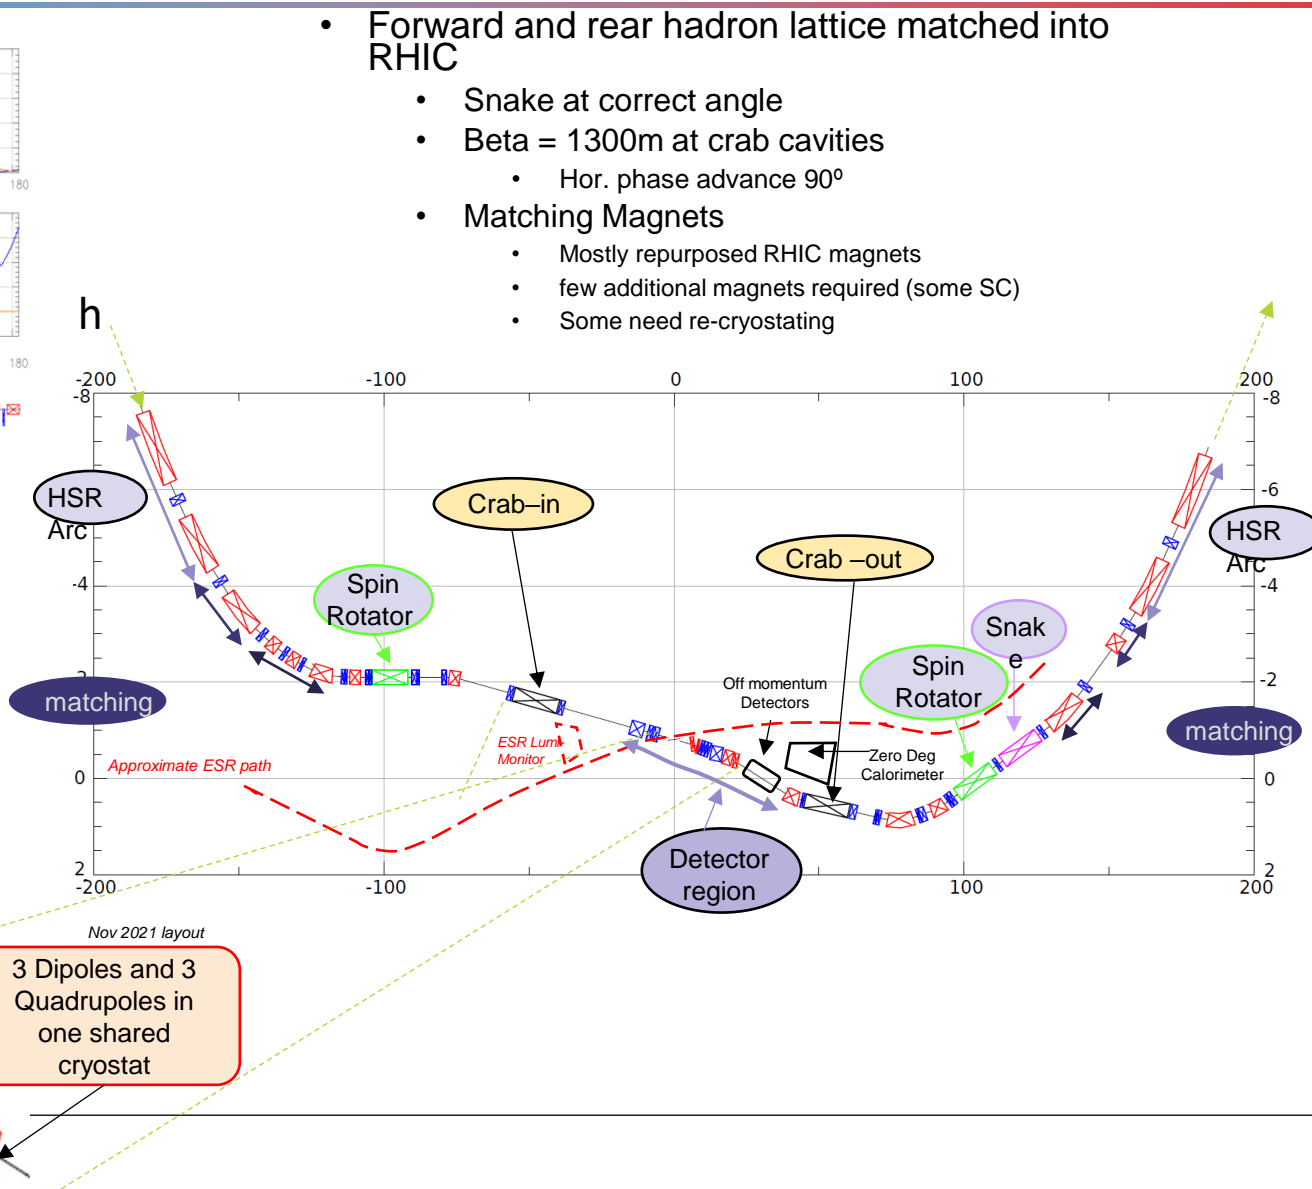 • Forward and rear hadron lattice matched into
RHIC
• Snake at correct angle
• Beta = 1300m at crab cavities
• Hor. phase advance 90º
• Matching Magnets
• Mostly repurposed RHIC magnets
• few additional magnets required (some SC)
• Some need re-cryostating
180
180
h
-200 -100 0 100 200
-8 -8
HSR
Arc
Crab–in
-6
HSR
Arc
Crab –out
-4 -4
Spin
Rotator
Snak
e
Spin
Rotator
Off momentum
Detectors
-2
matching
matching
ESR Lumi
Monitor
Zero Deg
Calorimeter
Approximate ESR path
0 0
Detector
region
2 2
-200 -100 100 200
Nov 2021 layout
3 Dipoles and 3
Quadrupoles in
one shared
cryostat